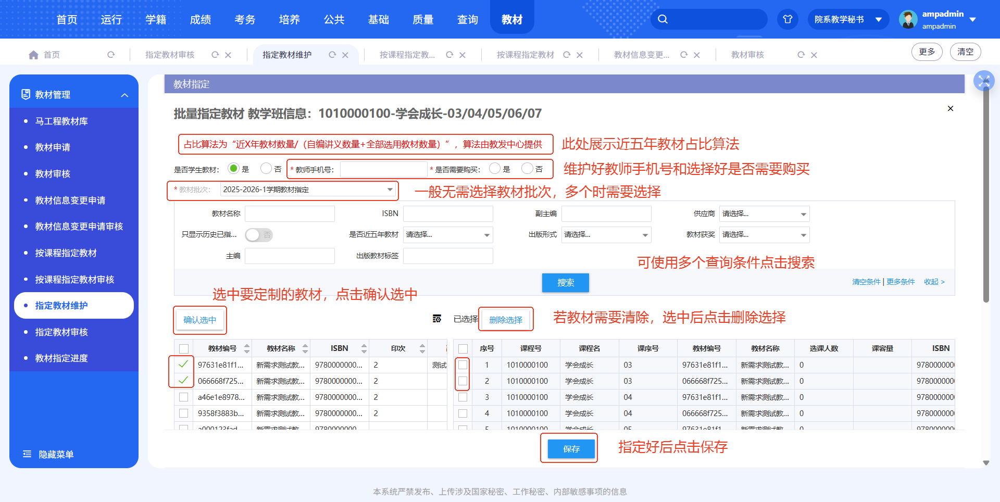 首页 运行 学籍 成绩 考务 培养 公共 基础 质量 查询 教材 院系教学秘书 ampadmin
ampadmin
首页 指定教材审核 指定教材维护 按课程指定教... 按课程指定教材 教材信息变更... 教材审核 更多 清空
教材管理
马工程教材库
教材申请
教材审核
教材信息变更申请
教材信息变更申请审核
按课程指定教材
按课程指定教材审核
指定教材维护
指定教材审核
教材指定进度
隐藏菜单
教材指定
批量指定教材 教学班信息：1010000100-学会成长-03/04/05/06/07
占比算法为“近X年教材数量/（自编讲义数量+全部选用教材数量）”，算法由教发中心提供 此处展示近五年教材占比算法
是否学生教材： 是 否 * 教师手机号： * 是否需要购买： 是 否 维护好教师手机号和选择好是否需要购买
* 教材批次： 2025-2026-1学期教材指定 一般无需选择教材批次，多个时需要选择
教材名称 ISBN 副主编 供应商 请选择...
只显示历史已指... 否 是否近五年教材 请选择... 出版形式 请选择... 教材获奖 请选择...
主编 出版教材标签 可使用多个查询条件点击搜索
搜索 清空条件 | 更多条件 收起 >
选中要定制的教材，点击确认选中
确认选中 已选择 删除选择 若教材需要清除，选中后点击删除选择
教材编号 教材名称 ISBN 印次 序号 课程号 课程名 课序号 教材编号 教材名称 选课人数 课容量 ISBN
97631e81f1... 新需求测试教... 9780000000... 2 测试 1 1010000100 学会成长 03 97631e81f1... 新需求测试教... 0 9780000000
066668f725... 新需求测试教... 9780000000... 2 2 1010000100 学会成长 03 066668f725... 新需求测试教... 0 9780000000
a46e1e8978... 新需求测试教... 9780000000... 2 3 1010000100 学会成长 04 97631e81f1... 新需求测试教... 0 9780000000
9358f3883b... 新需求测试教... 9780000000... 2 4 1010000100 学会成长 04 066668f725... 新需求测试教... 0 9780000000
a000123fad 新需求测试教... 9780000000 5 1010000100 学会成长 05 97631e81f1 新需求测试教... 0 9780000000
保存 指定好后点击保存
本系统严禁发布、上传涉及国家秘密、工作秘密、内部敏感事项的信息